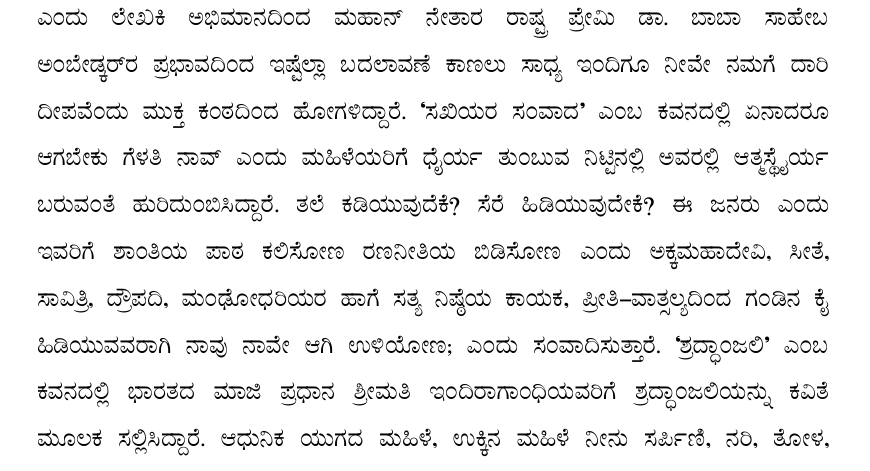 ಎಂದು ಲೇಖಕಿ ಅಭಿಮಾನದಿಂದ ಮಹಾನ್ ನೇತಾರ ರಾಷ್ಟ್ರ ಪ್ರೇಮಿ ಡಾ. ಬಾಬಾ ಸಾಹೇಬ
ಅಂಬೇಡ್ಕರ್‌ರ ಪ್ರಭಾವದಿಂದ ಇಷ್ಟೆಲ್ಲಾ ಬದಲಾವಣೆ ಕಾಣಲು ಸಾಧ್ಯ ಇಂದಿಗೂ ನೀವೇ ನಮಗೆ ದಾರಿ
ದೀಪವೆಂದು ಮುಕ್ತ ಕಂಠದಿಂದ ಹೋಗಳಿದ್ದಾರೆ. ‘ಸಖಿಯರ ಸಂವಾದ’ ಎಂಬ ಕವನದಲ್ಲಿ ಏನಾದರೂ
ಆಗಬೇಕು ಗೆಳತಿ ನಾವ್ ಎಂದು ಮಹಿಳೆಯರಿಗೆ ಧೈರ್ಯ ತುಂಬುವ ನಿಟ್ಟಿನಲ್ಲಿ ಅವರಲ್ಲಿ ಆತ್ಮಸ್ಥೈರ್ಯ
ಬರುವಂತೆ ಹುರಿದುಂಬಿಸಿದ್ದಾರೆ. ತಲೆ ಕಡಿಯುವುದೆಕೆ? ಸೆರೆ ಹಿಡಿಯುವುದೇಕೆ? ಈ ಜನರು ಎಂದು
ಇವರಿಗೆ ಶಾಂತಿಯ ಪಾಠ ಕಲಿಸೋಣ ರಣನೀತಿಯ ಬಿಡಿಸೋಣ ಎಂದು ಅಕ್ಕಮಹಾದೇವಿ, ಸೀತೆ,
ಸಾವಿತ್ರಿ, ದ್ರೌಪದಿ, ಮಂಢೋಧರಿಯರ ಹಾಗೆ ಸತ್ಯ ನಿಷ್ಠೆಯ ಕಾಯಕ, ಪ್ರೀತಿ–ವಾತ್ಸಲ್ಯದಿಂದ ಗಂಡಿನ ಕೈ
ಹಿಡಿಯುವವರಾಗಿ ನಾವು ನಾವೇ ಆಗಿ ಉಳಿಯೋಣ; ಎಂದು ಸಂವಾದಿಸುತ್ತಾರೆ. ‘ಶ್ರದ್ಧಾಂಜಲಿ’ ಎಂಬ
ಕವನದಲ್ಲಿ ಭಾರತದ ಮಾಜಿ ಪ್ರಧಾನ ಶ್ರೀಮತಿ ಇಂದಿರಾಗಾಂಧಿಯವರಿಗೆ ಶ್ರದ್ಧಾಂಜಲಿಯನ್ನು ಕವಿತೆ
ಮೂಲಕ ಸಲ್ಲಿಸಿದ್ದಾರೆ. ಆಧುನಿಕ ಯುಗದ ಮಹಿಳೆ, ಉಕ್ಕಿನ ಮಹಿಳೆ ನೀನು ಸರ್ಪಿಣಿ, ನರಿ, ತೋಳ,